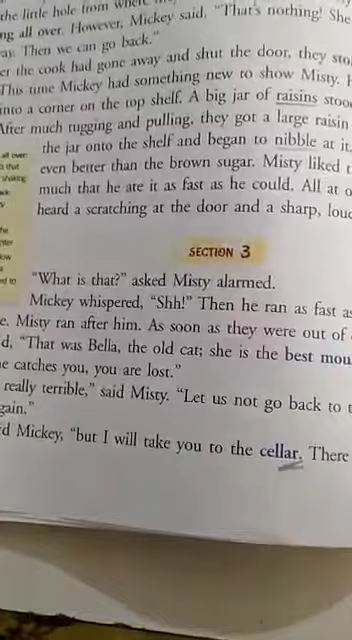 the little hole from where
ng all over. However, Mickey said, "That's nothing! She
ay. Then we can go back."
er the cook had gone away and shut the door, they sto
This time Mickey had something new to show Misty. H
into a corner on the top shelf. A big jar of raisins stoo
After much tugging and pulling, they got a large raisin
the jar onto the shelf and began to nibble at it.
even better than the brown sugar. Misty liked t
much that he ate it as fast as he could. All at o
heard a scratching at the door and a sharp, loud
all over
s that
shaking
SECTION 3
"What is that?" asked Misty alarmed.
Mickey whispered, "Shh!" Then he ran as fast as
e. Misty ran after him. As soon as they were out of
d, "That was Bella, the old cat; she is the best mou
e catches you, you are lost."
really terrible," said Misty. "Let us not go back to t
gain."
d Mickey, "but I will take you to the cellar. There